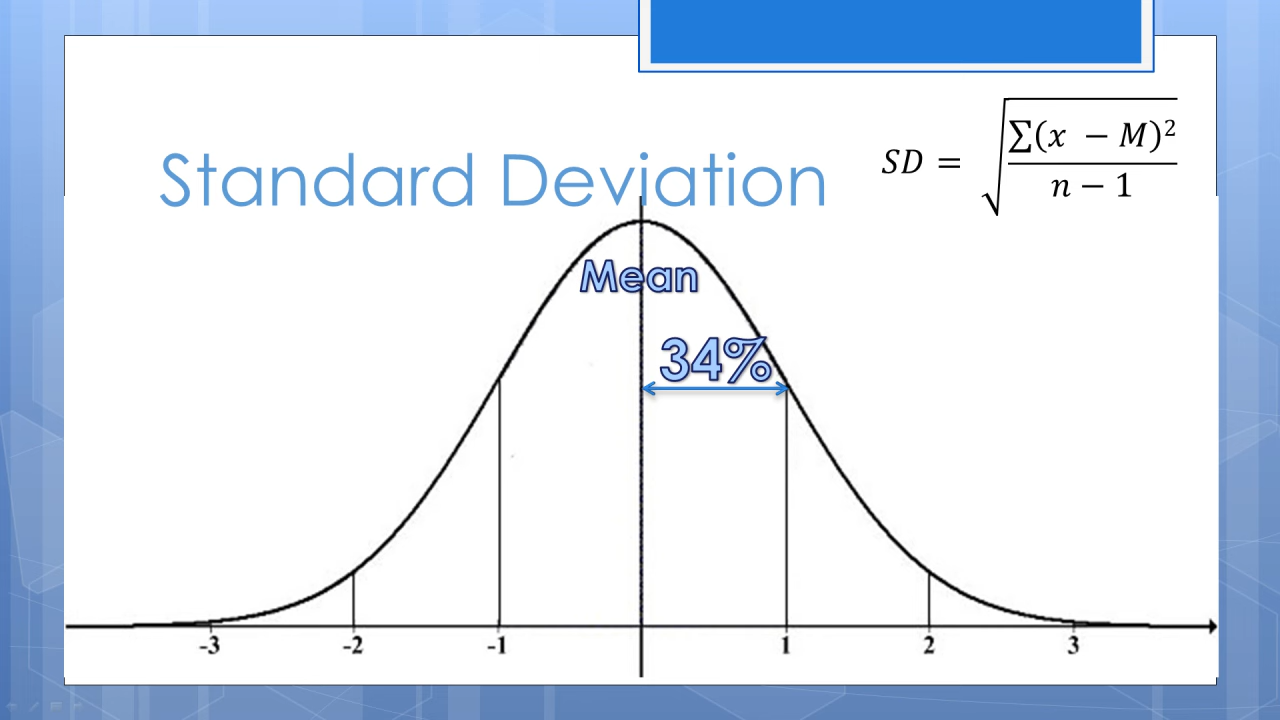 Standard Deviation
SD = √(∑(x − M)² / (n − 1))
Mean
34%
-3 -2 -1 1 2 3